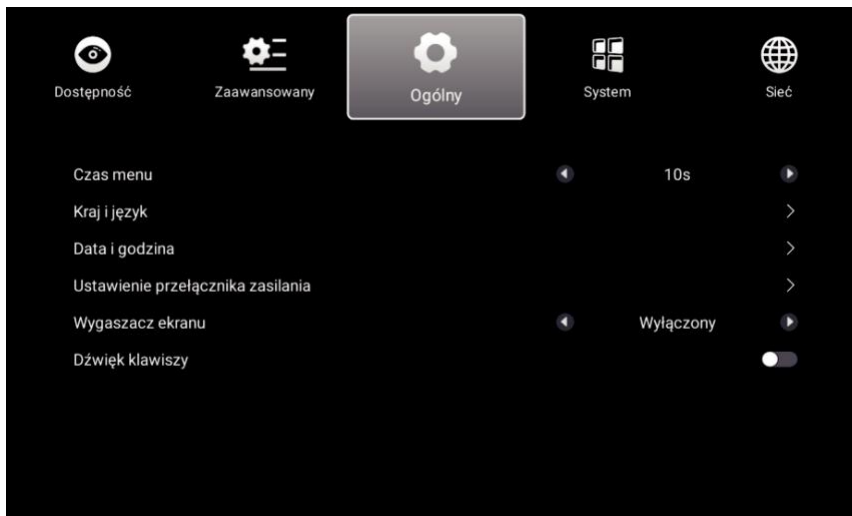 Dostępność
Zaawansowany
Ogólny
System
Sieć
Czas menu 10s
Kraj i język
Data i godzina
Ustawienie przełącznika zasilania
Wygaszacz ekranu Wyłączony
Dźwięk klawiszy